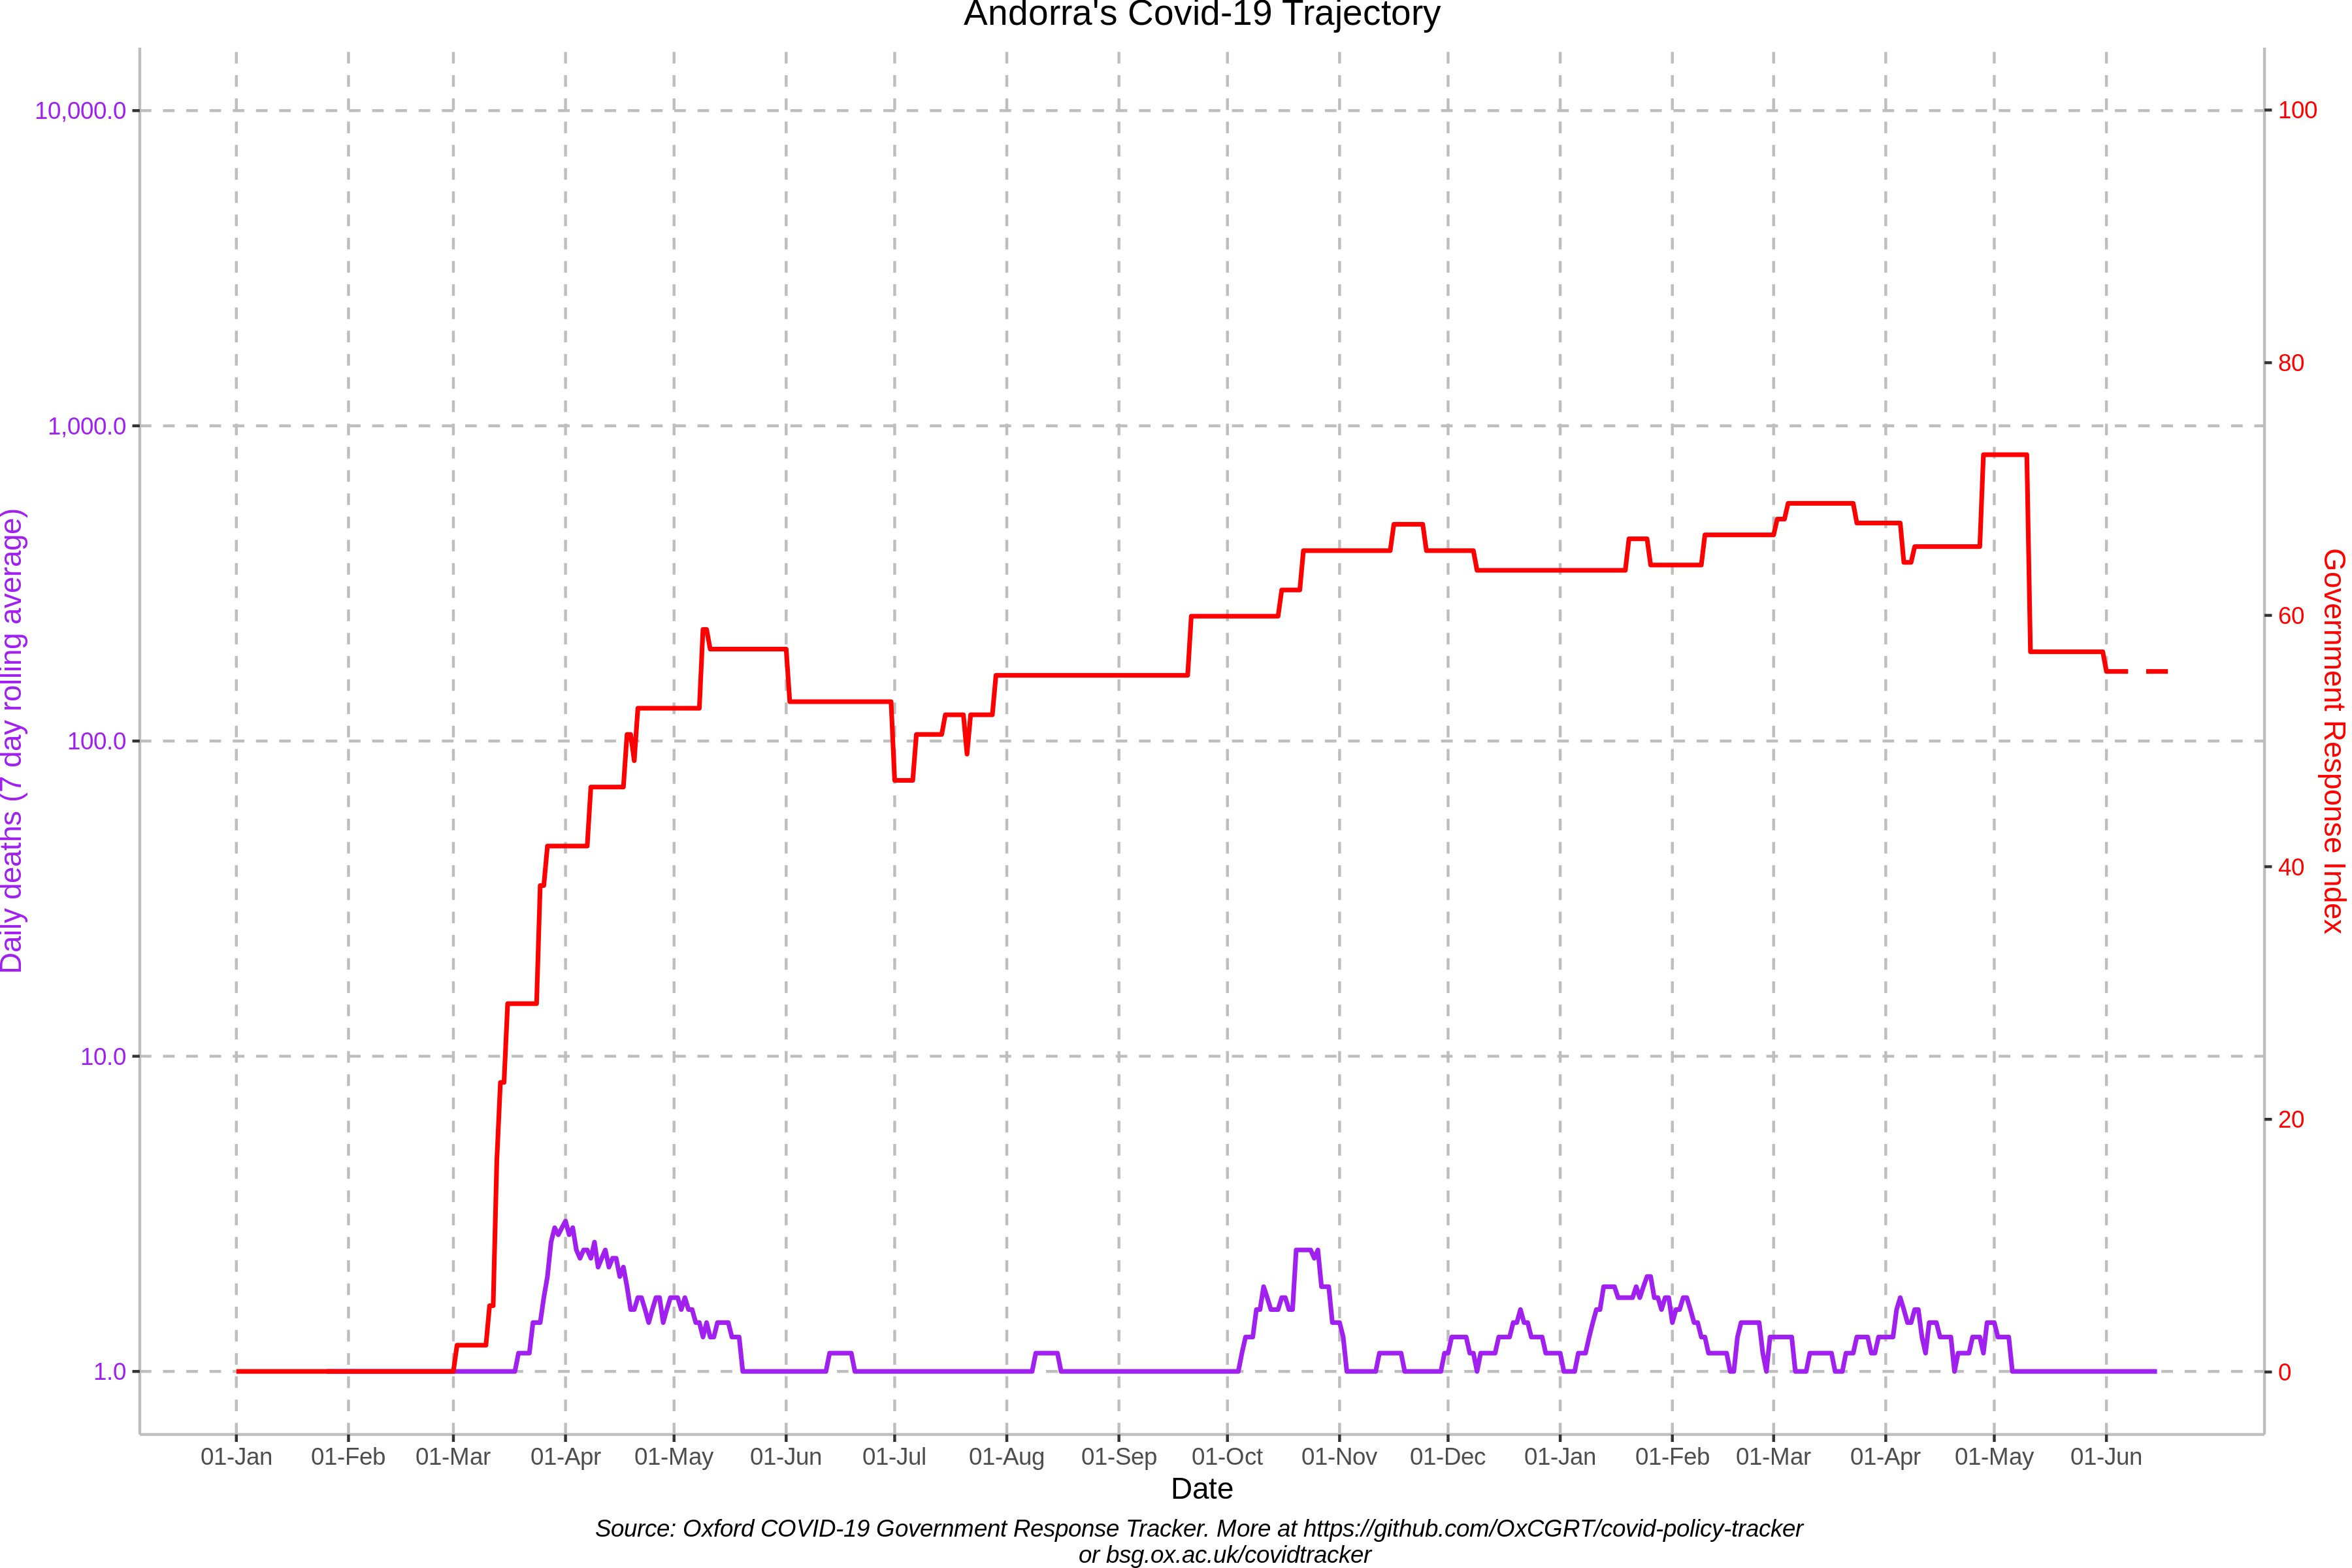 Andorra's Covid-19 Trajectory
10,000.0
1,000.0
100.0
10.0
1.0
Daily deaths (7 day rolling average)
100
80
60
40
20
0
Government Response Index
01-Jan 01-Feb 01-Mar 01-Apr 01-May 01-Jun 01-Jul 01-Aug 01-Sep 01-Oct 01-Nov 01-Dec 01-Jan 01-Feb 01-Mar 01-Apr 01-May 01-Jun
Date
Source: Oxford COVID-19 Government Response Tracker. More at https://github.com/OxCGRT/covid-policy-tracker
or bsg.ox.ac.uk/covidtracker